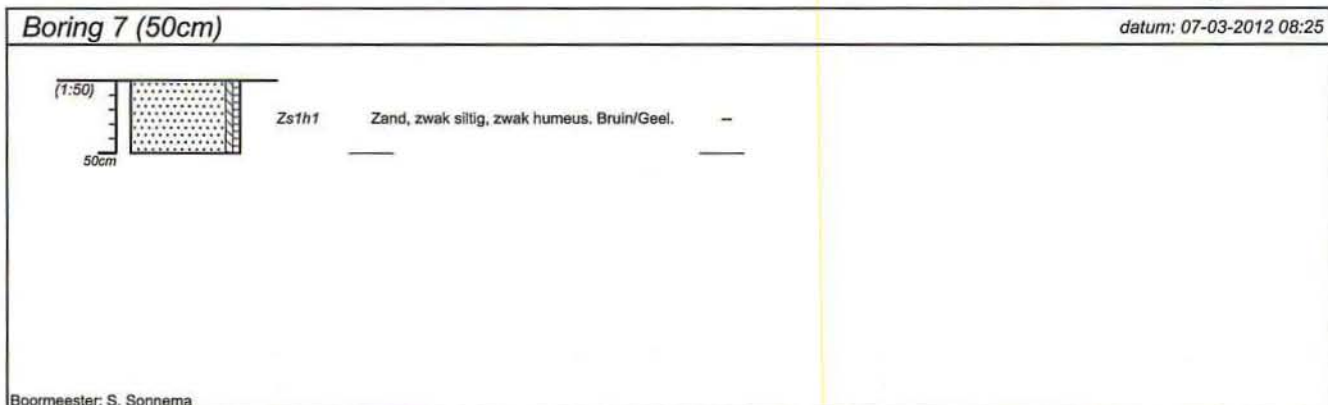 Boring 7 (50cm)
datum: 07-03-2012 08:25
(1:50)
Zs1h1 Zand, zwak siltig, zwak humeus. Bruin/Geel. --
50cm
Boormeester: S. Sonnema